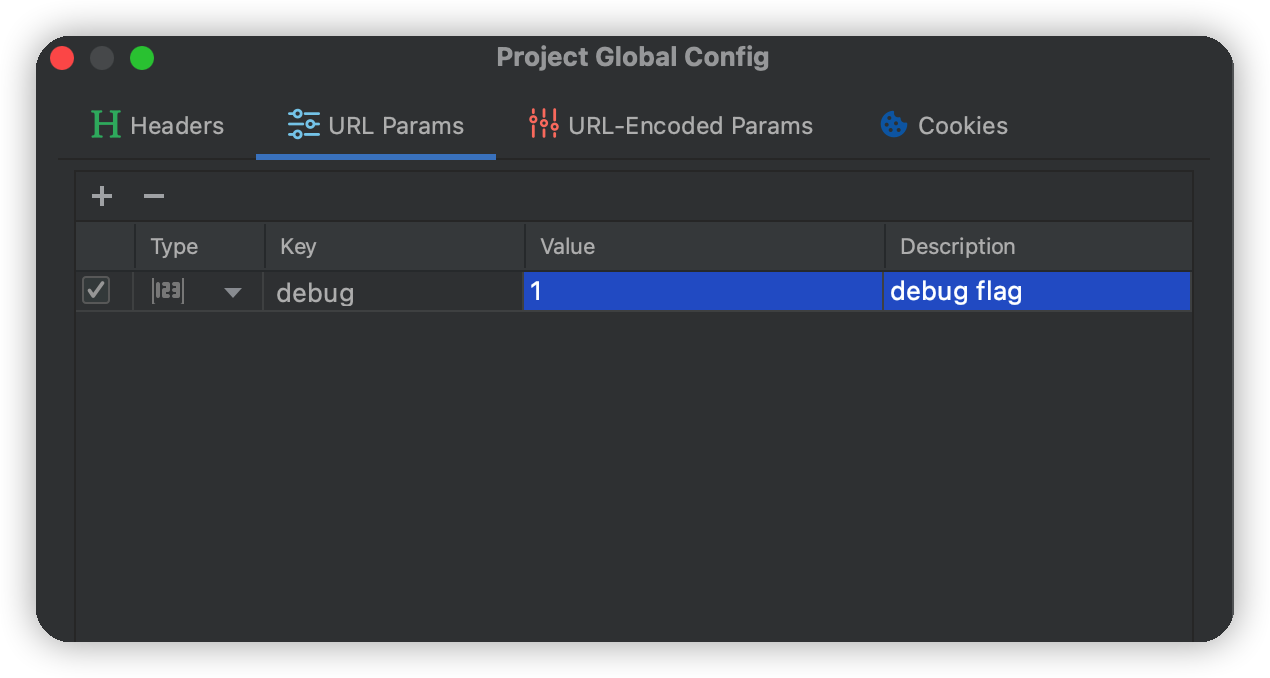 Project Global Config
H Headers URL Params URL-Encoded Params Cookies
Type Key Value Description
123 debug 1 debug flag